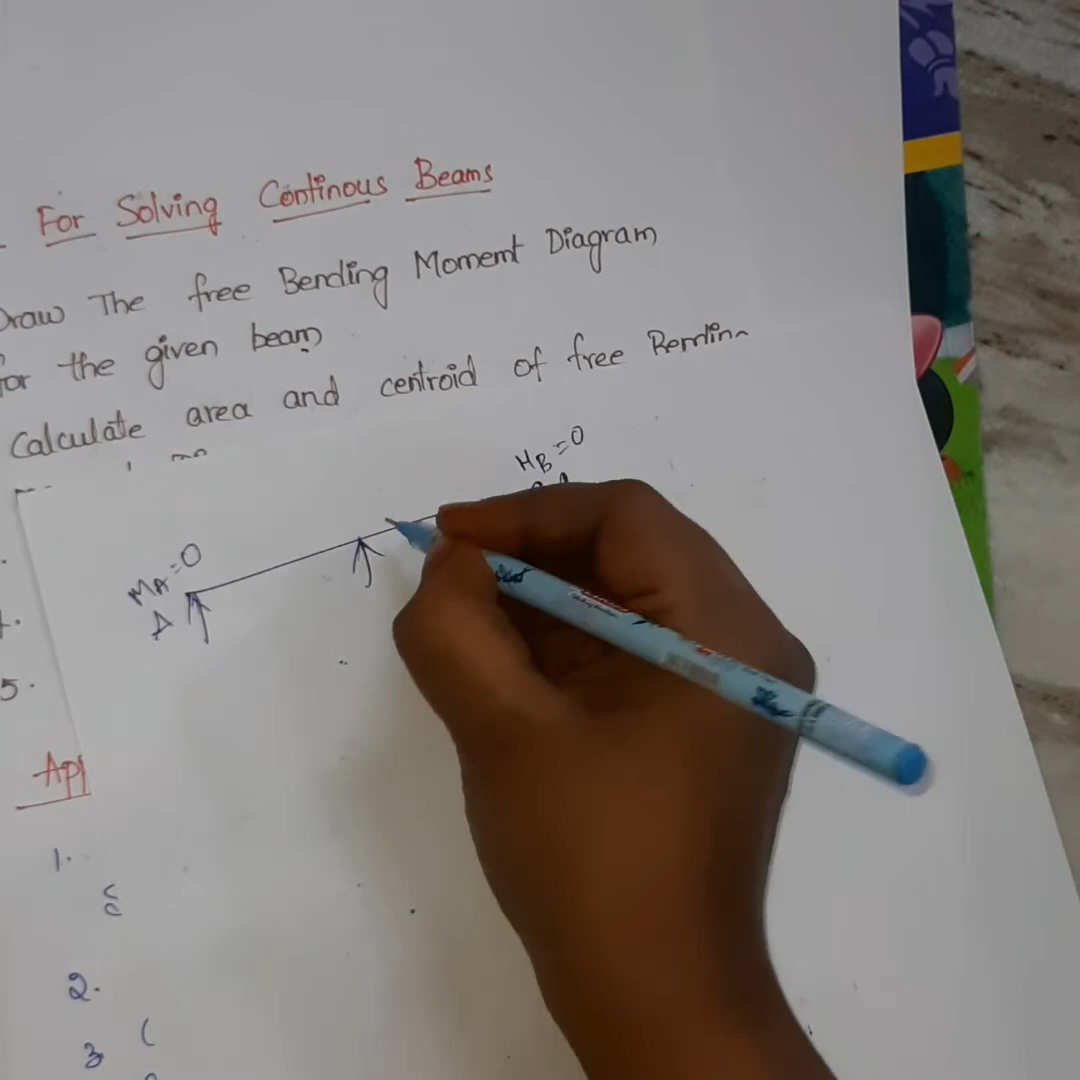 For Solving Continous Beams
Draw The free Bending Moment Diagram
for the given beam
Calculate area and centroid of free
MB=0
MA=0
A
5.
1.
2.
3